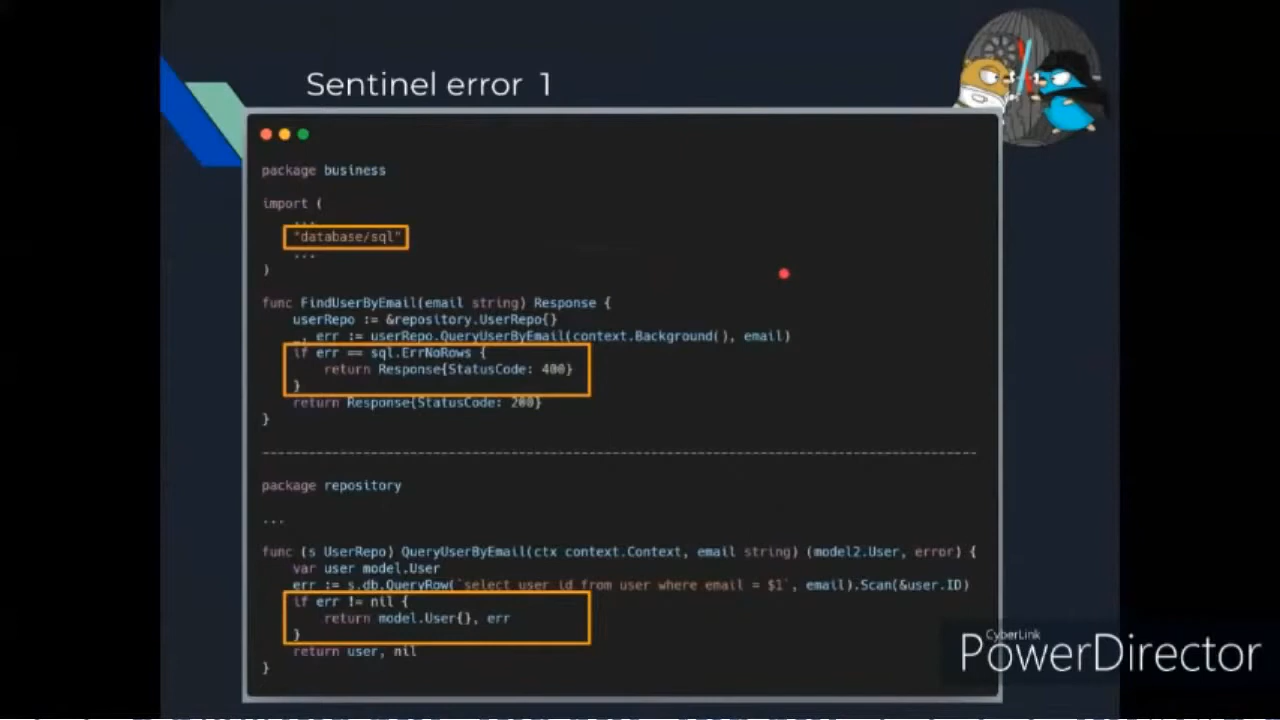 Sentinel error 1
package business
import (
...
"database/sql"
...
)
func FindUserByEmail(email string) Response {
userRepo := &repository.UserRepo{}
_, err := userRepo.QueryUserByEmail(context.Background(), email)
if err == sql.ErrNoRows {
return Response{StatusCode: 400}
}
return Response{StatusCode: 200}
}
--------------------------------------------------------------------------------------------
package repository
...
func (s UserRepo) QueryUserByEmail(ctx context.Context, email string) (model2.User, error) {
var user model.User
err := s.db.QueryRow(`select user_id from user where email = $1`, email).Scan(&user.ID)
if err != nil {
return model.User{}, err
}
return user, nil
}
CyberLink
PowerDirector